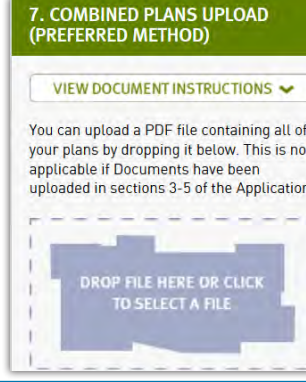 7. COMBINED PLANS UPLOAD
(PREFERRED METHOD)
VIEW DOCUMENT INSTRUCTIONS
You can upload a PDF file containing all of
your plans by dropping it below. This is no
applicable if Documents have been
uploaded in sections 3-5 of the Application
DROP FILE HERE OR CLICK
TO SELECT A FILE